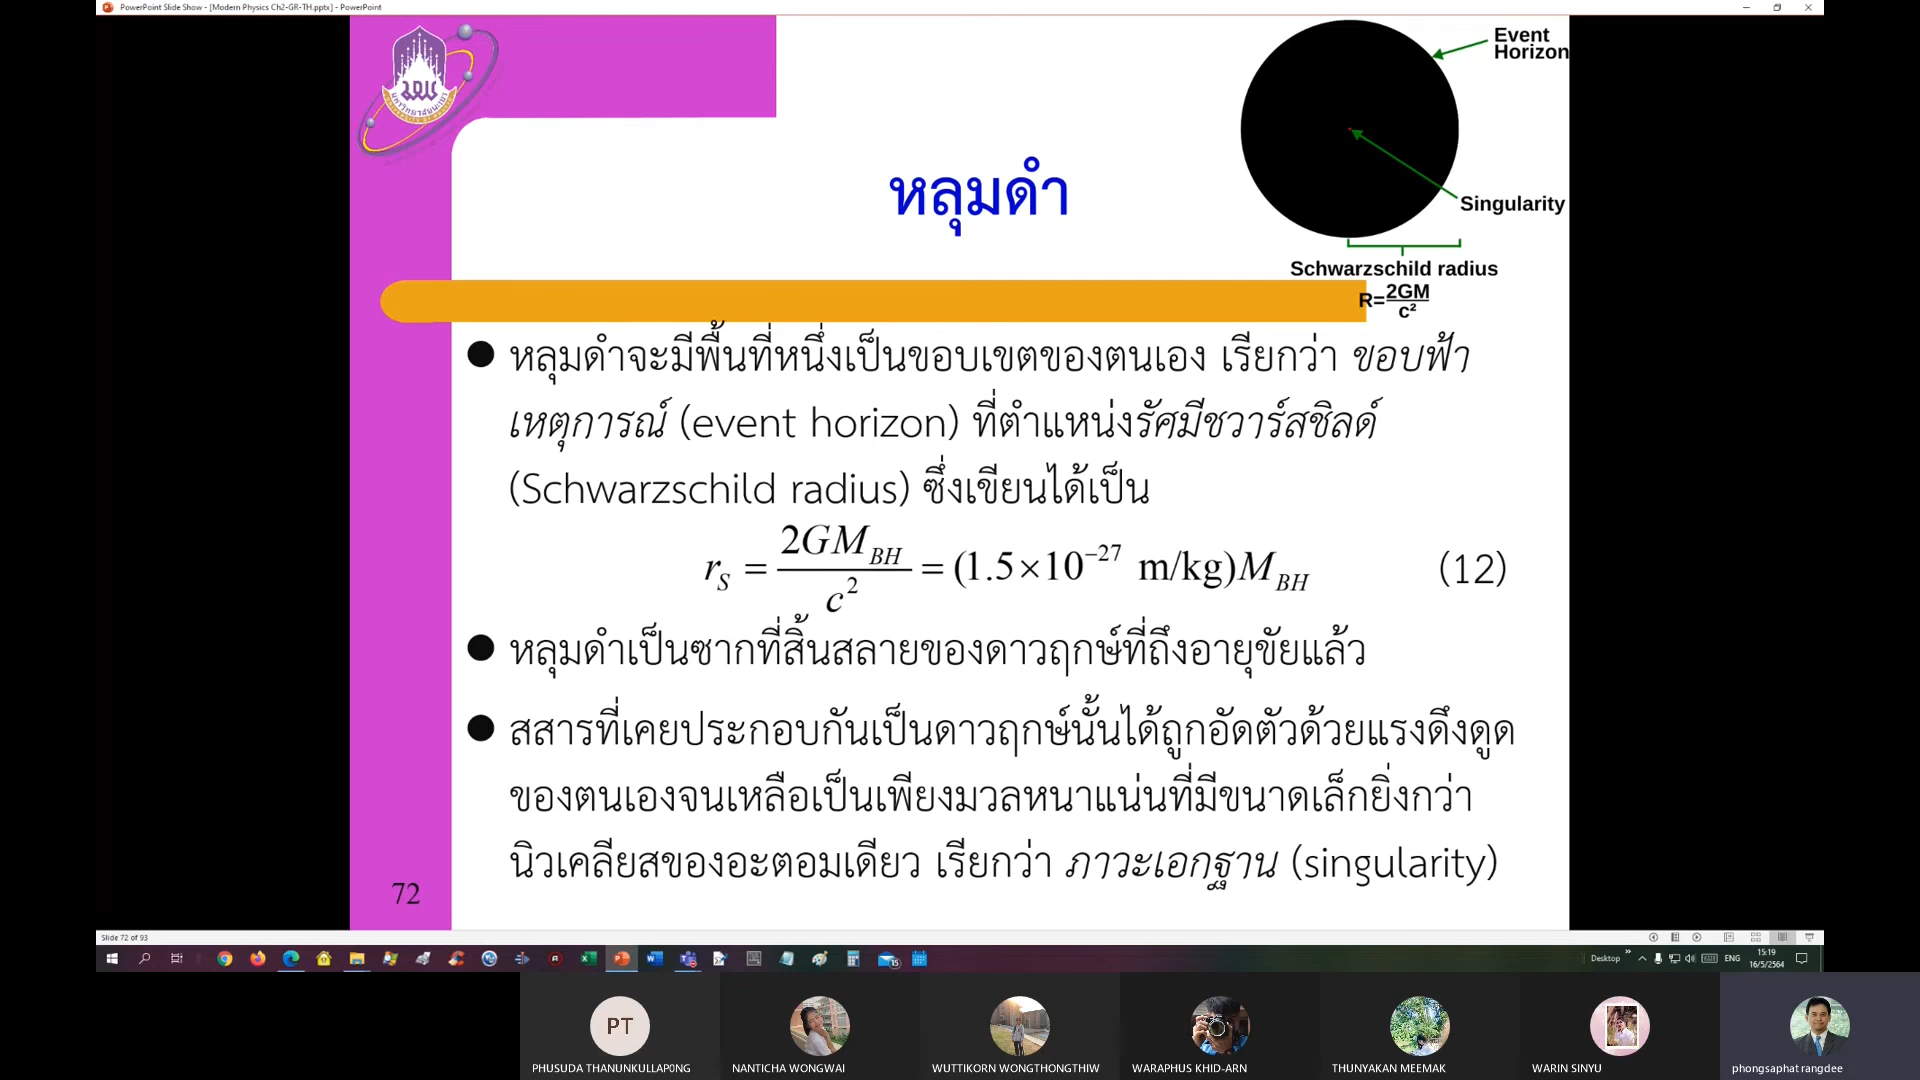 PowerPoint Slide Show - [Modern Physics Ch2-GR-TH.pptx] - PowerPoint
Event
Horizon
หลุมดำ
Singularity
Schwarzschild radius
R=2GM/c²
หลุมดำจะมีพื้นที่หนึ่งเป็นขอบเขตของตนเอง เรียกว่า ขอบฟ้า
เหตุการณ์ (event horizon) ที่ตำแหน่งรัศมีชวาร์สชิลด์
(Schwarzschild radius) ซึ่งเขียนได้เป็น
r_S = 2GM_BH/c² = (1.5×10⁻²⁷ m/kg)M_BH (12)
หลุมดำเป็นซากที่สิ้นสลายของดาวฤกษ์ที่ถึงอายุขัยแล้ว
สสารที่เคยประกอบกันเป็นดาวฤกษ์นั้นได้ถูกอัดตัวด้วยแรงดึงดูด
ของตนเองจนเหลือเป็นเพียงมวลหนาแน่นที่มีขนาดเล็กยิ่งกว่า
นิวเคลียสของอะตอมเดียว เรียกว่า ภาวะเอกฐาน (singularity)
72
Slide 72 of 93
Desktop
ENG
15:19
16/5/2564
15
PT
PHUSUDA THANUNKULLAP0NG
NANTICHA WONGWAI
WUTTIKORN WONGTHONGTHIW
WARAPHUS KHID-ARN
THUNYAKAN MEEMAK
WARIN SINYU
phongsaphat rangdee